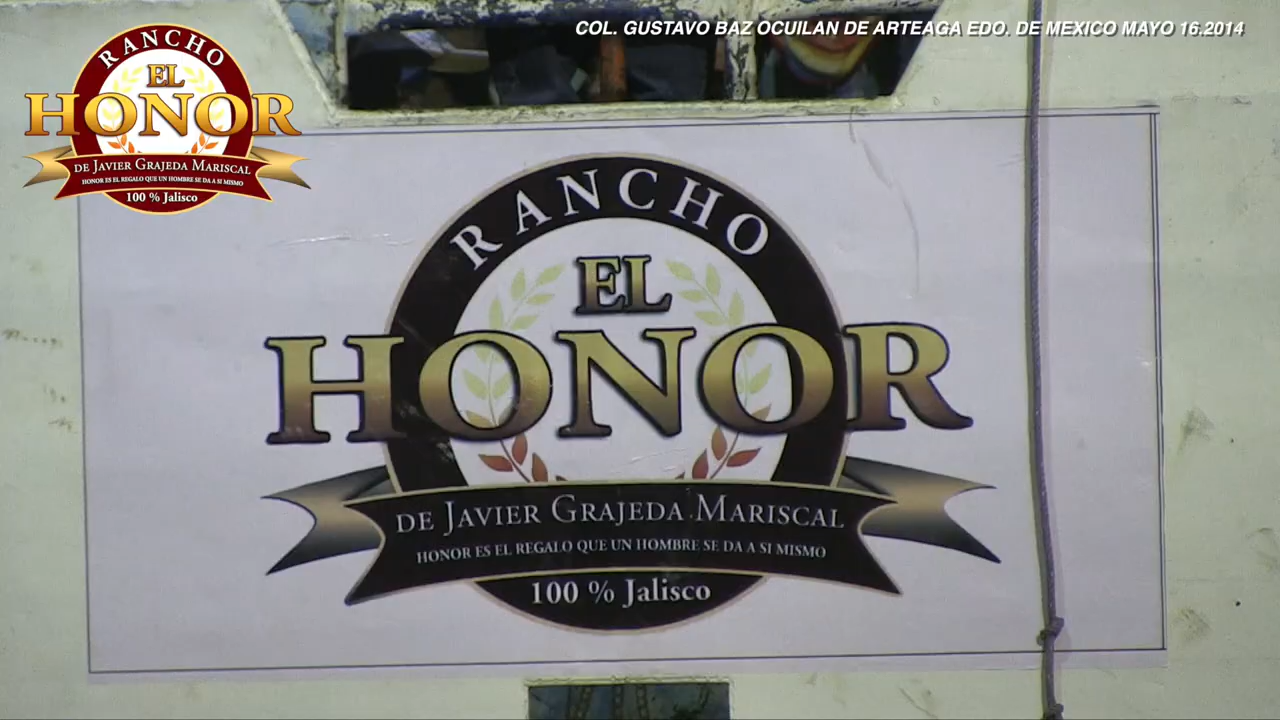 COL. GUSTAVO BAZ OCUILAN DE ARTEAGA EDO. DE MEXICO MAYO 16.2014
RANCHO
EL
HONOR
DE JAVIER GRAJEDA MARISCAL
HONOR ES EL REGALO QUE UN HOMBRE SE DA A SI MISMO
100 % Jalisco
RANCHO
EL
HONOR
DE JAVIER GRAJEDA MARISCAL
HONOR ES EL REGALO QUE UN HOMBRE SE DA A SI MISMO
100 % Jalisco